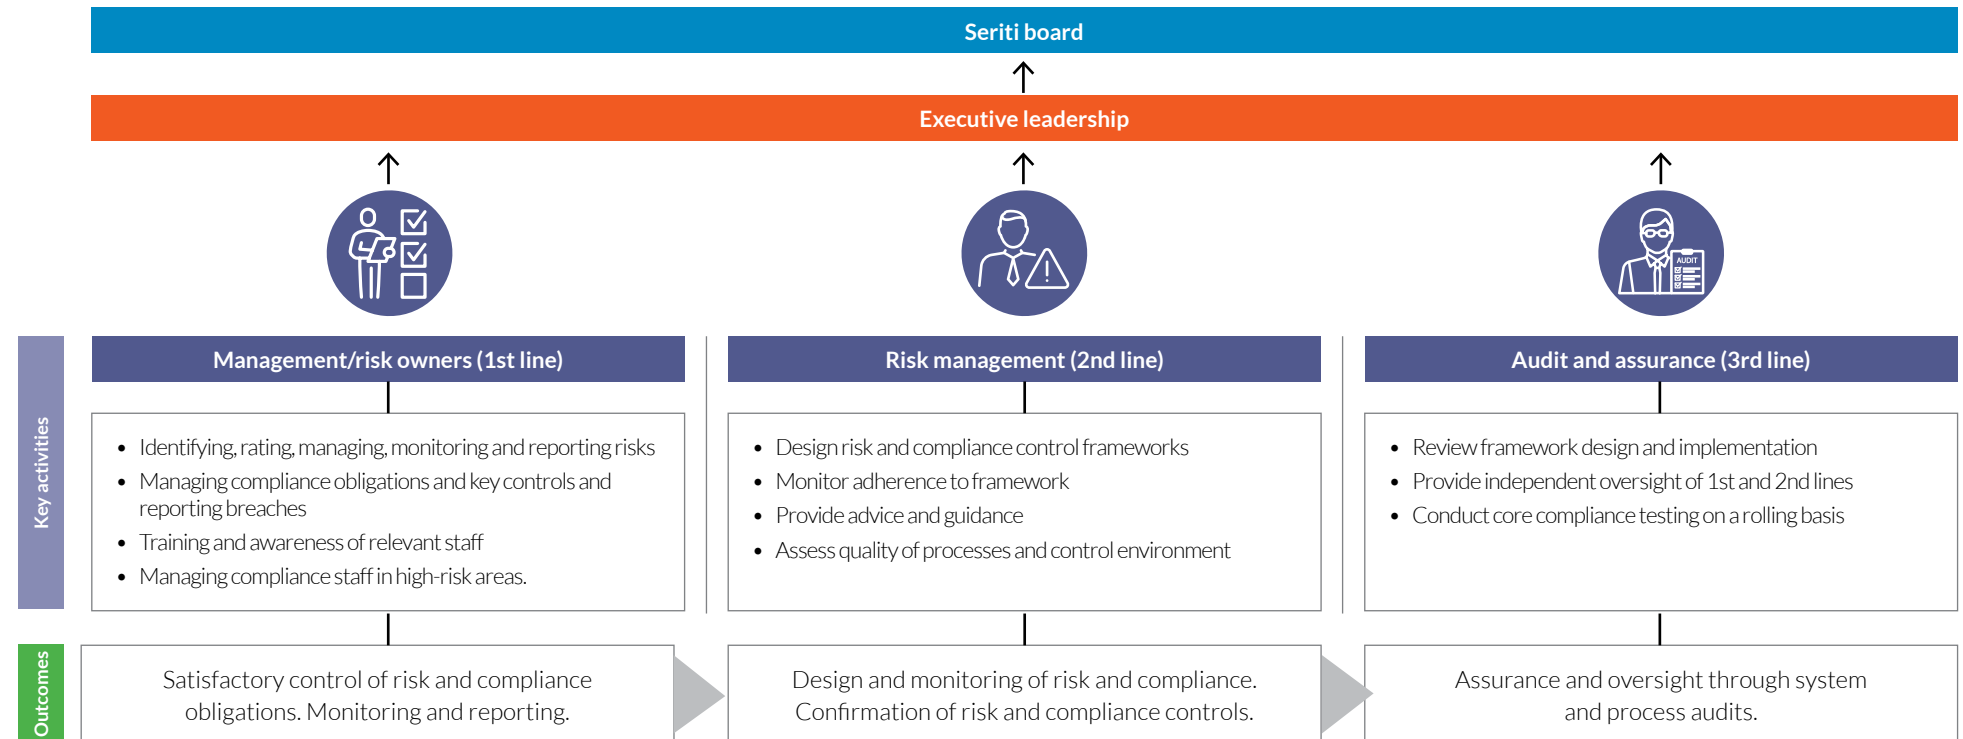 Seriti board
Executive leadership
AUDIT
Key activities
Management/risk owners (1st line)
• Identifying, rating, managing, monitoring and reporting risks
• Managing compliance obligations and key controls and
reporting breaches
• Training and awareness of relevant staff
• Managing compliance staff in high-risk areas.
Risk management (2nd line)
• Design risk and compliance control frameworks
• Monitor adherence to framework
• Provide advice and guidance
• Assess quality of processes and control environment
Audit and assurance (3rd line)
• Review framework design and implementation
• Provide independent oversight of 1st and 2nd lines
• Conduct core compliance testing on a rolling basis
Outcomes
Satisfactory control of risk and compliance
obligations. Monitoring and reporting.
Design and monitoring of risk and compliance.
Confirmation of risk and compliance controls.
Assurance and oversight through system
and process audits.